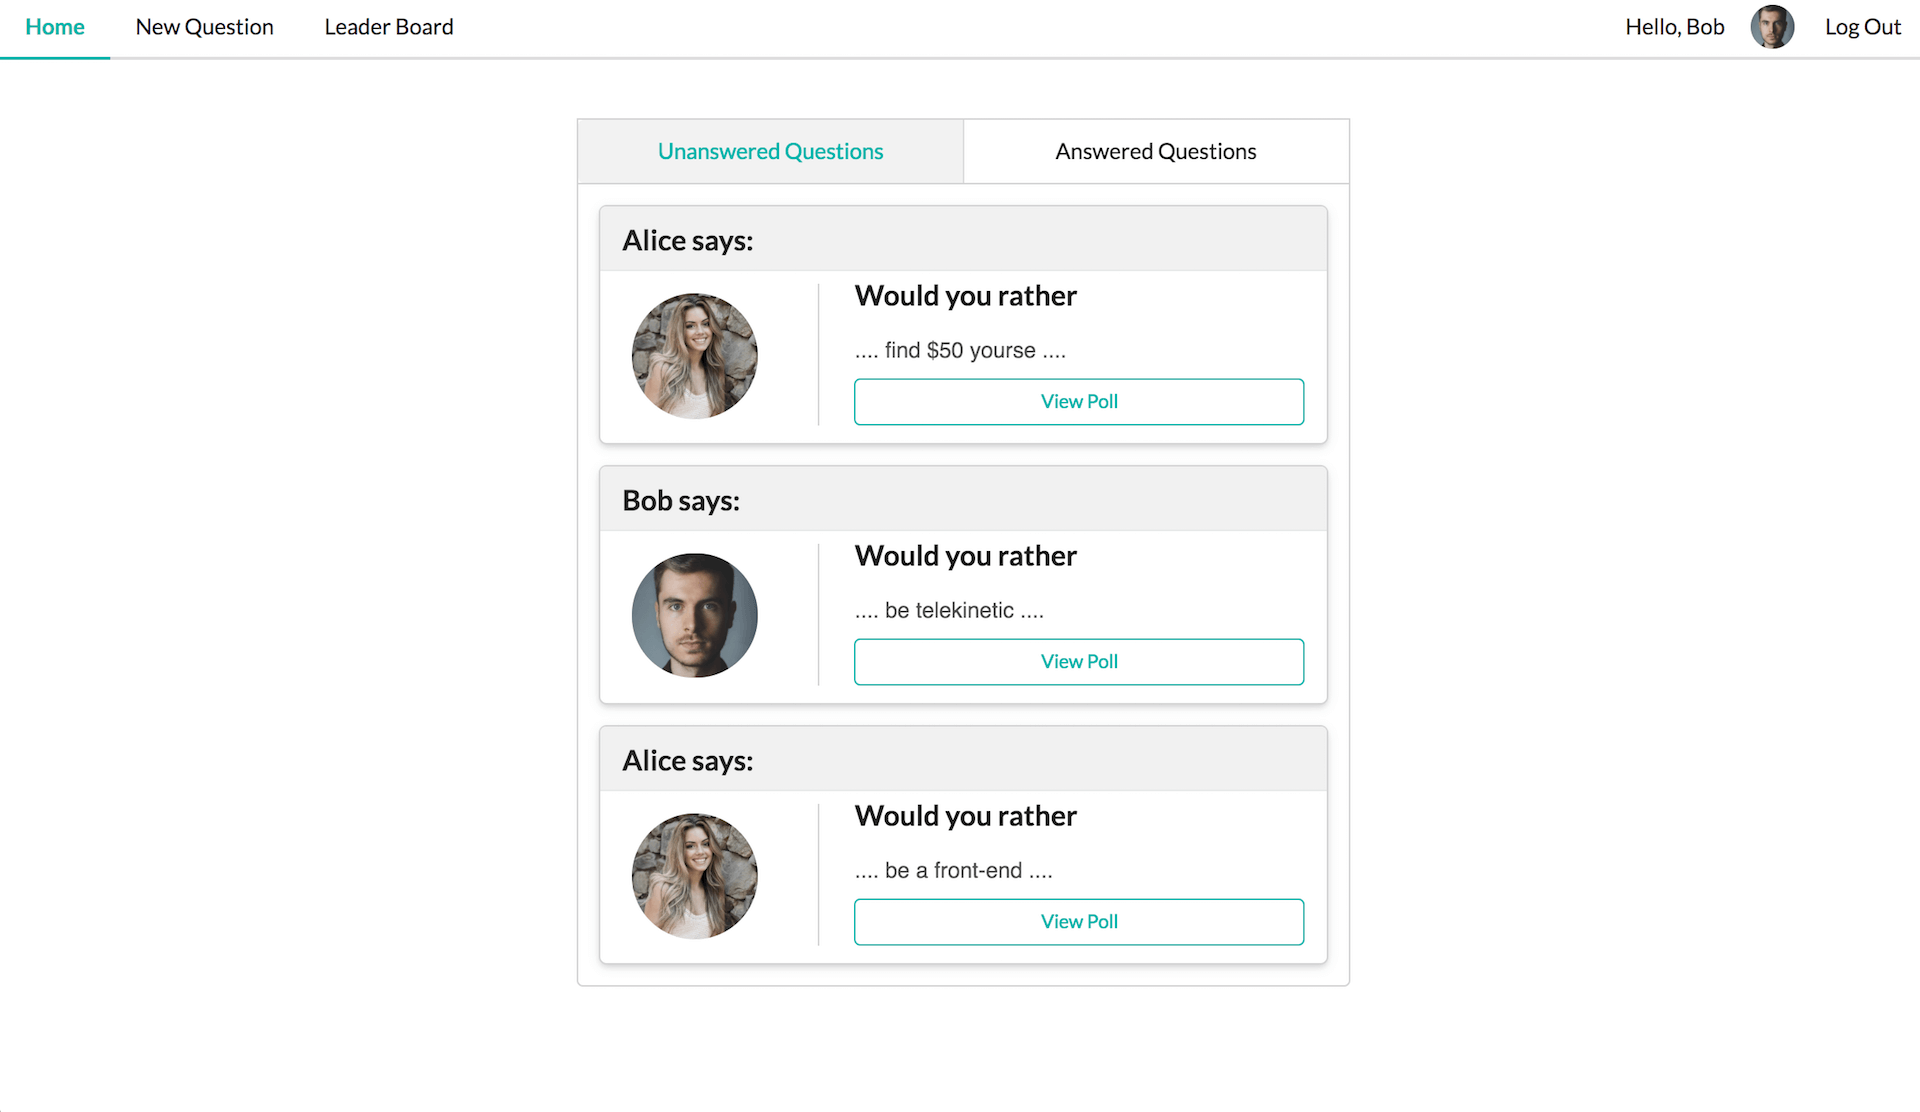 Home New Question Leader Board Hello, Bob Log Out
Unanswered Questions Answered Questions
Alice says:
Would you rather
.... find $50 yourse ....
View Poll
Bob says:
Would you rather
.... be telekinetic ....
View Poll
Alice says:
Would you rather
.... be a front-end ....
View Poll